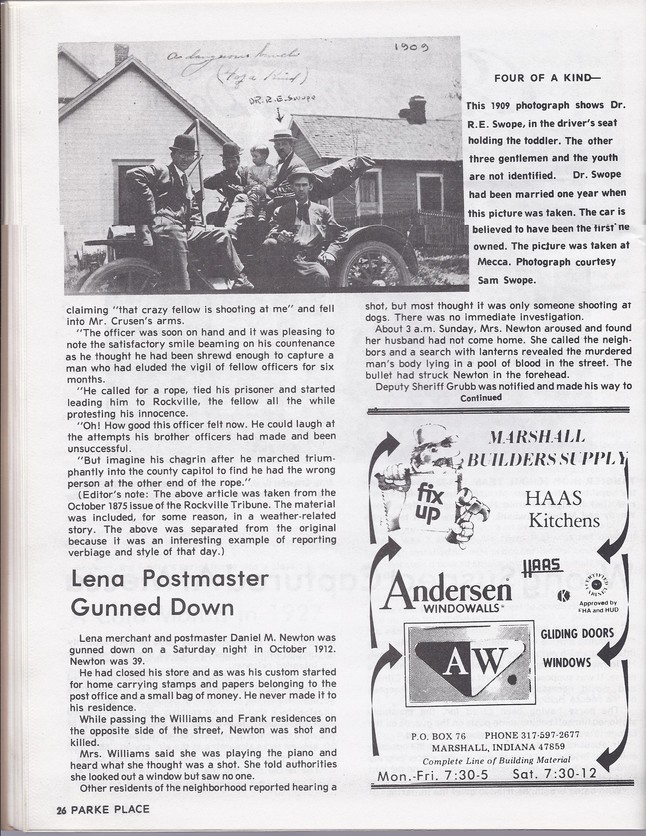 a dangerous bunch
(4 of a Kind)
1909
DR. R.E. Swope
FOUR OF A KIND—
This 1909 photograph shows Dr.
R.E. Swope, in the driver's seat
holding the toddler. The other
three gentlemen and the youth
are not identified. Dr. Swope
had been married one year when
this picture was taken. The car is
believed to have been the first ne
owned. The picture was taken at
Mecca. Photograph courtesy
Sam Swope.
claiming "that crazy fellow is shooting at me" and fell
into Mr. Crusen's arms.
"The officer was soon on hand and it was pleasing to
note the satisfactory smile beaming on his countenance
as he thought he had been shrewd enough to capture a
man who had eluded the vigil of fellow officers for six
months.
"He called for a rope, tied his prisoner and started
leading him to Rockville, the fellow all the while
protesting his innocence.
"Oh! How good this officer felt now. He could laugh at
the attempts his brother officers had made and been
unsuccessful.
"But imagine his chagrin after he marched trium-
phantly into the county capitol to find he had the wrong
person at the other end of the rope."
(Editor's note: The above article was taken from the
October 1875 issue of the Rockville Tribune. The material
was included, for some reason, in a weather-related
story. The above was separated from the original
because it was an interesting example of reporting
verbiage and style of that day.)
Lena Postmaster
Gunned Down
Lena merchant and postmaster Daniel M. Newton was
gunned down on a Saturday night in October 1912.
Newton was 39.
He had closed his store and as was his custom started
for home carrying stamps and papers belonging to the
post office and a small bag of money. He never made it to
his residence.
While passing the Williams and Frank residences on
the opposite side of the street, Newton was shot and
killed.
Mrs. Williams said she was playing the piano and
heard what she thought was a shot. She told authorities
she looked out a window but saw no one.
Other residents of the neighborhood reported hearing a
shot, but most thought it was only someone shooting at
dogs. There was no immediate investigation.
About 3 a.m. Sunday, Mrs. Newton aroused and found
her husband had not come home. She called the neigh-
bors and a search with lanterns revealed the murdered
man's body lying in a pool of blood in the street. The
bullet had struck Newton in the forehead.
Deputy Sheriff Grubb was notified and made his way to
Continued
MARSHALL
BUILDERS SUPPLY
fix
up
HAAS
Kitchens
HAAS
Andersen
WINDOWALLS
CERTIFIED
K
Approved by
FHA and HUD
AW.
GLIDING DOORS
WINDOWS
P.O. BOX 76 PHONE 317-597-2677
MARSHALL, INDIANA 47859
Complete Line of Building Material
Mon.-Fri. 7:30-5 Sat. 7:30-12
26 PARKE PLACE